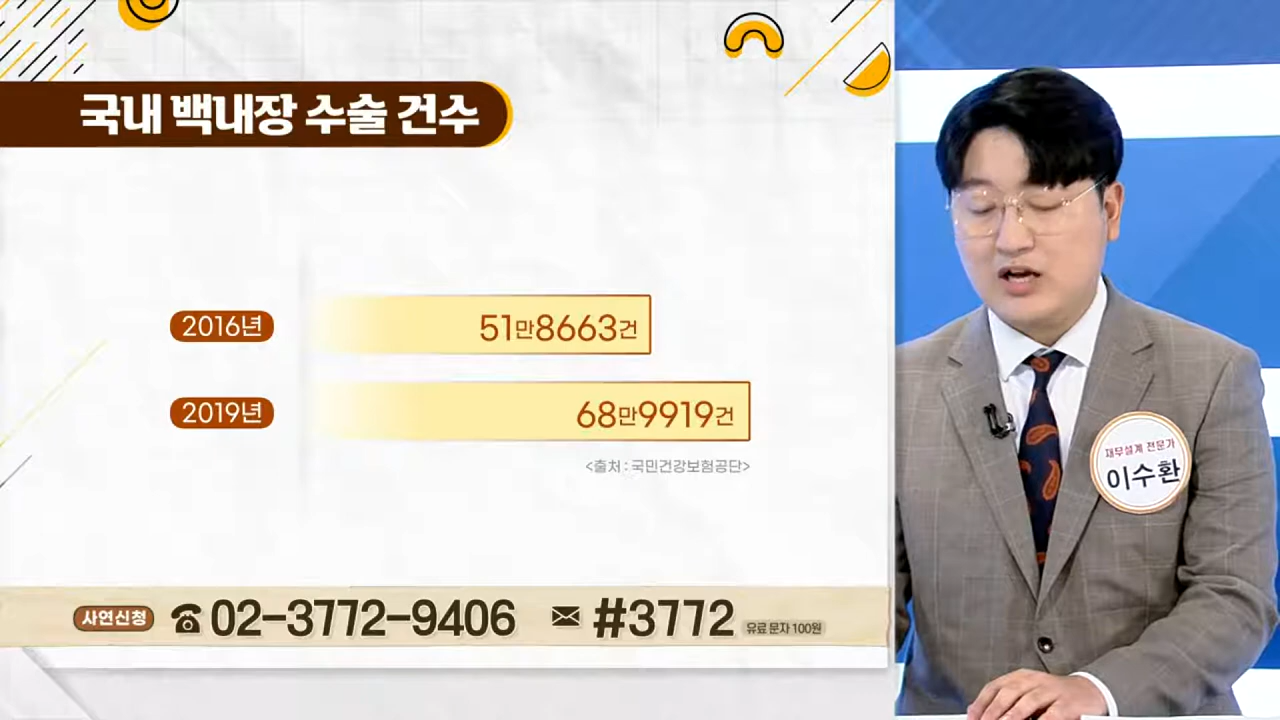 국내 백내장 수술 건수
2016년
51만8663건
2019년
68만9919건
<출처 : 국민건강보험공단>
사연신청 02-3772-9406 #3772 유료 문자 100원
재무설계 전문가
이수환